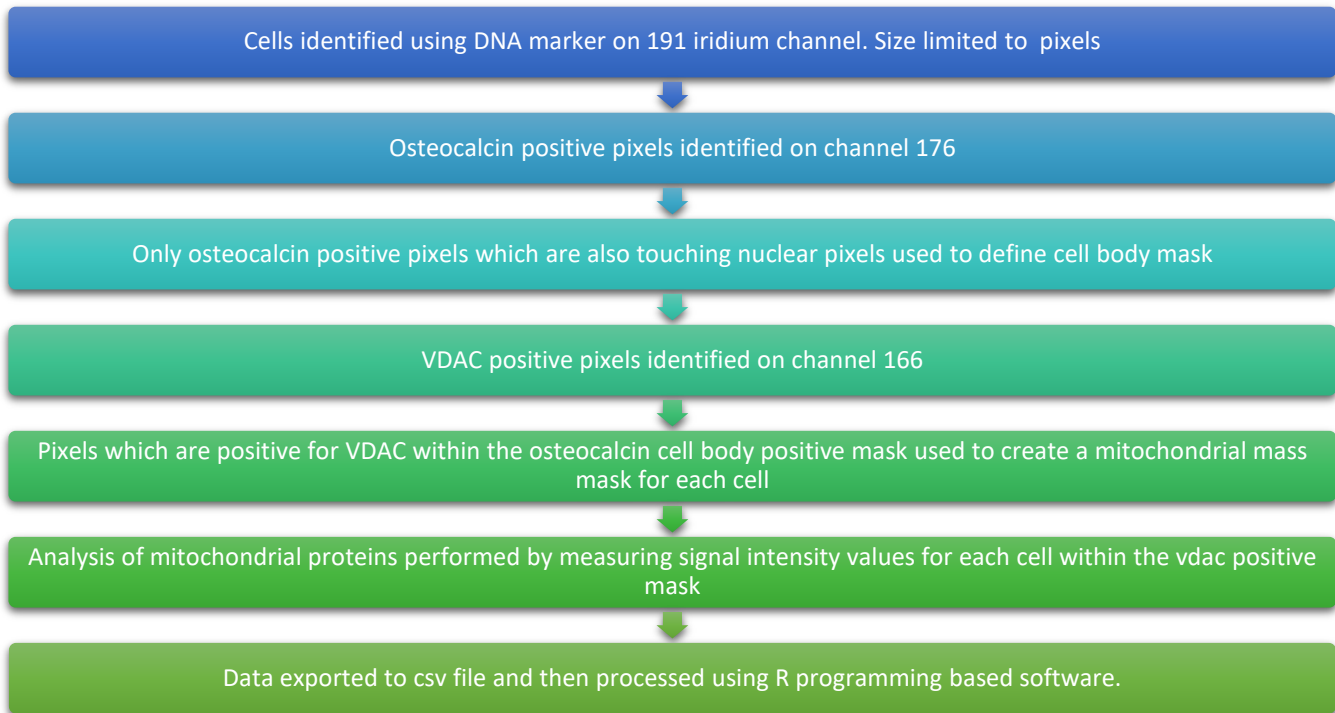 Cells identified using DNA marker on 191 iridium channel. Size limited to  pixels
Osteocalcin positive pixels identified on channel 176
Only osteocalcin positive pixels which are also touching nuclear pixels used to define cell body mask
VDAC positive pixels identified on channel 166
Pixels which are positive for VDAC within the osteocalcin cell body positive mask used to create a mitochondrial mass
mask for each cell
Analysis of mitochondrial proteins performed by measuring signal intensity values for each cell within the vdac positive
mask
Data exported to csv file and then processed using R programming based software.